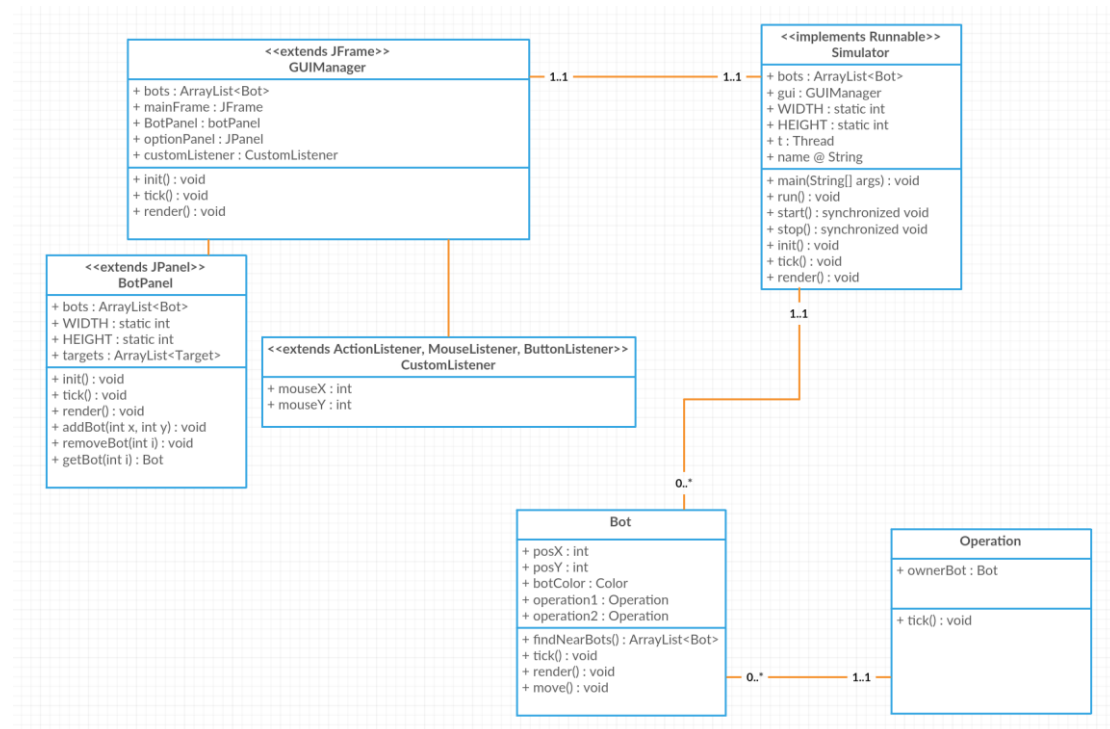 <<extends JFrame>>
GUIManager
+ bots : ArrayList<Bot>
+ mainFrame : JFrame
+ BotPanel : botPanel
+ optionPanel : JPanel
+ customListener : CustomListener
+ init() : void
+ tick() : void
+ render() : void
1..1
1..1
<<implements Runnable>>
Simulator
+ bots : ArrayList<Bot>
+ gui : GUIManager
+ WIDTH : static int
+ HEIGHT : static int
+ t : Thread
+ name @ String
+ main(String[] args) : void
+ run() : void
+ start() : synchronized void
+ stop() : synchronized void
+ init() : void
+ tick() : void
+ render() : void
<<extends JPanel>>
BotPanel
+ bots : ArrayList<Bot>
+ WIDTH : static int
+ HEIGHT : static int
+ targets : ArrayList<Target>
+ init() : void
+ tick() : void
+ render() : void
+ addBot(int x, int y) : void
+ removeBot(int i) : void
+ getBot(int i) : Bot
<<extends ActionListener, MouseListener, ButtonListener>>
CustomListener
+ mouseX : int
+ mouseY : int
1..1
0..*
Bot
+ posX : int
+ posY : int
+ botColor : Color
+ operation1 : Operation
+ operation2 : Operation
+ findNearBots() : ArrayList<Bot>
+ tick() : void
+ render() : void
+ move() : void
0..*
1..1
Operation
+ ownerBot : Bot
+ tick() : void